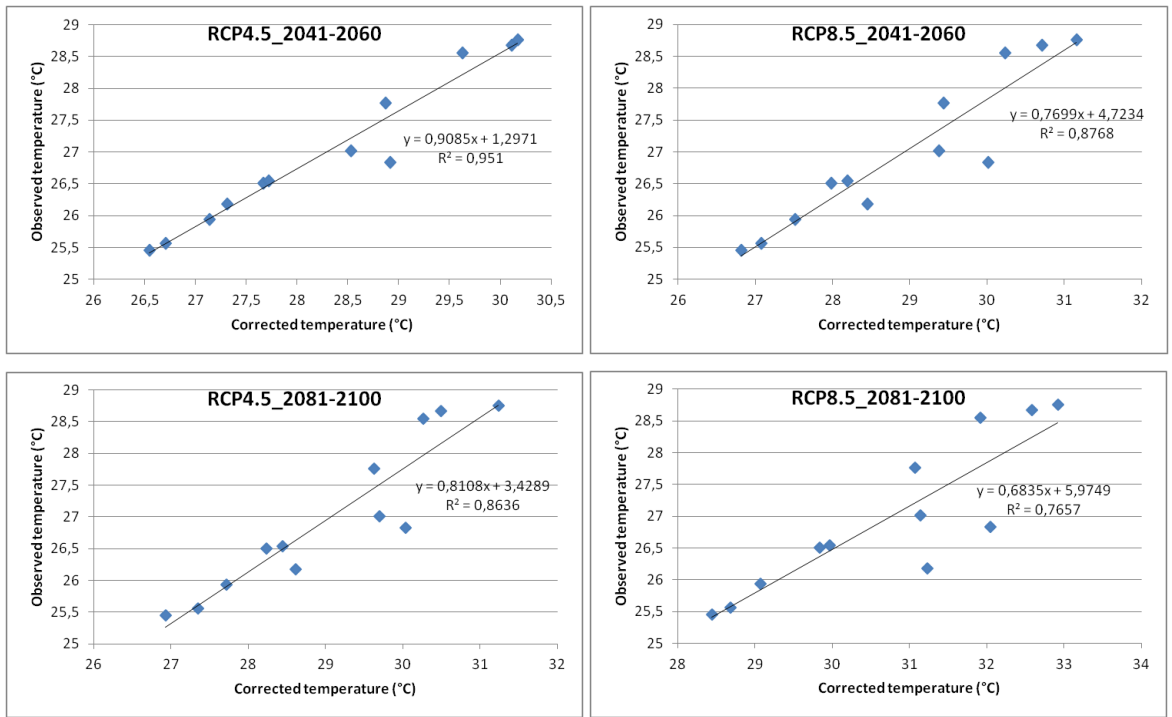 RCP4.5_2041-2060
Observed temperature (°C)
29
28,5
28
27,5
27
26,5
26
25,5
25
y = 0,9085x + 1,2971
R² = 0,951
26 26,5 27 27,5 28 28,5 29 29,5 30 30,5
Corrected temperature (°C)
RCP8.5_2041-2060
Observed temperature (°C)
29
28,5
28
27,5
27
26,5
26
25,5
25
y = 0,7699x + 4,7234
R² = 0,8768
26 27 28 29 30 31 32
Corrected temperature (°C)
RCP4.5_2081-2100
Observed temperature (°C)
29
28,5
28
27,5
27
26,5
26
25,5
25
y = 0,8108x + 3,4289
R² = 0,8636
26 27 28 29 30 31 32
Corrected temperature (°C)
RCP8.5_2081-2100
Observed temperature (°C)
29
28,5
28
27,5
27
26,5
26
25,5
25
y = 0,6835x + 5,9749
R² = 0,7657
28 29 30 31 32 33 34
Corrected temperature (°C)